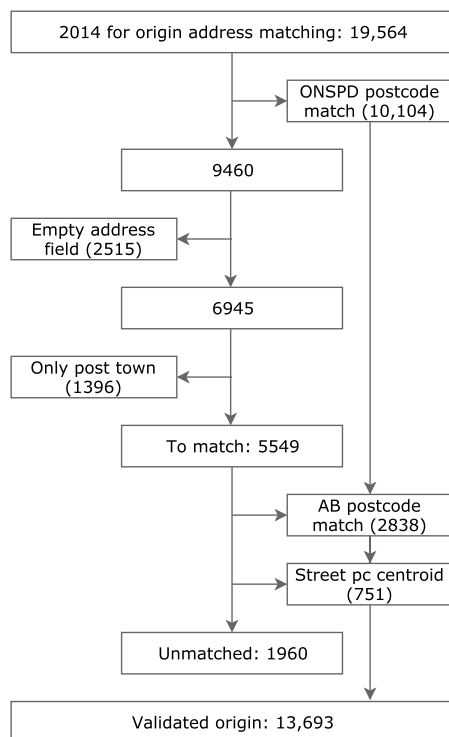 2014 for origin address matching: 19,564
ONSPD postcode
match (10,104)
9460
Empty address
field (2515)
6945
Only post town
(1396)
To match: 5549
AB postcode
match (2838)
Street pc centroid
(751)
Unmatched: 1960
Validated origin: 13,693